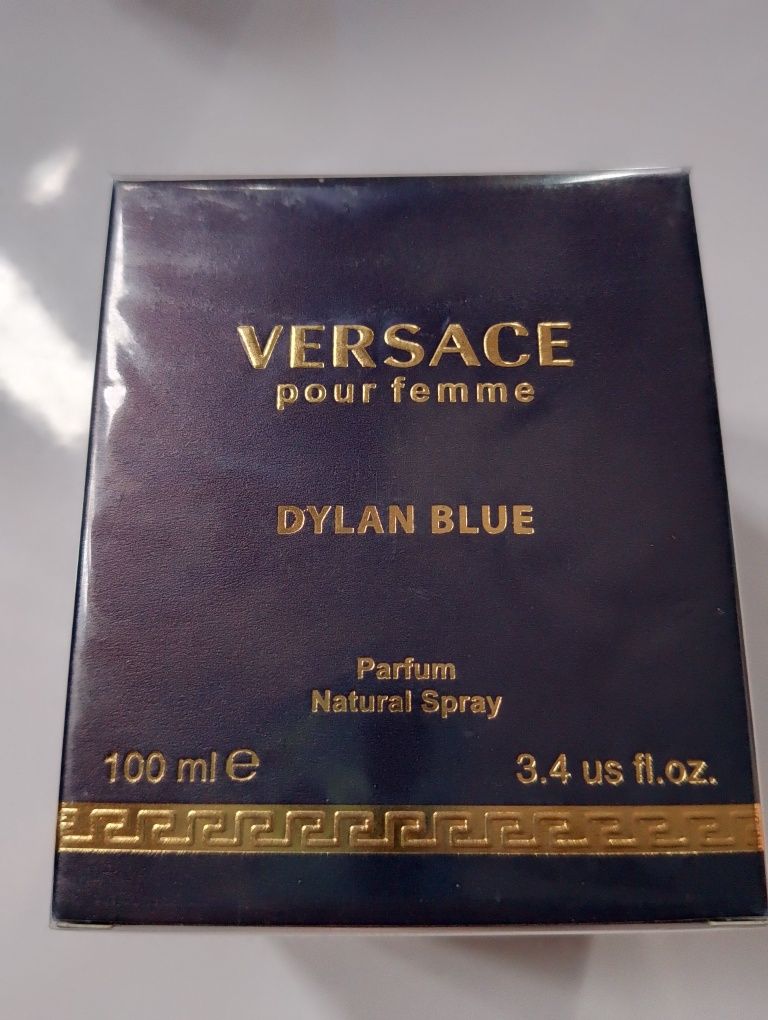 VERSACE
pour femme
DYLAN BLUE
Parfum
Natural Spray
100 ml ℮ 3.4 us fl.oz.